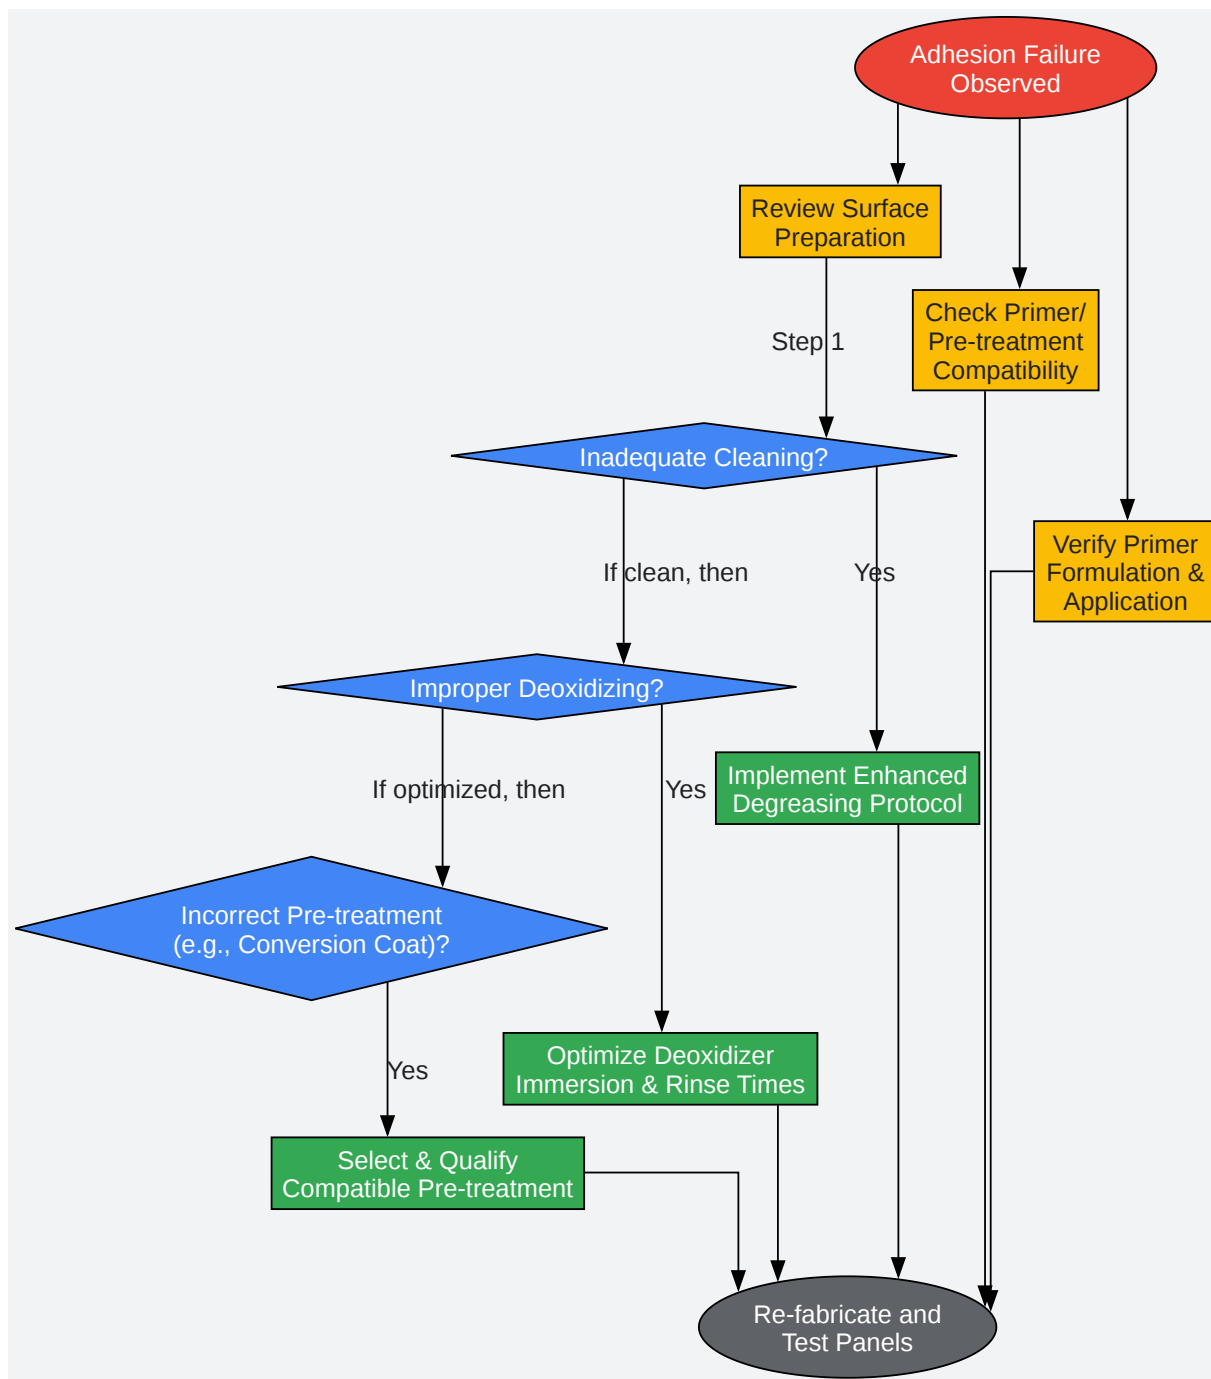 Adhesion Failure
Observed
Review Surface
Preparation
Check Primer/
Pre-treatment
Compatibility
Step 1
Inadequate Cleaning?
Verify Primer
Formulation &
Application
If clean, then
Yes
Improper Deoxidizing?
Implement Enhanced
Degreasing Protocol
If optimized, then
Yes
Incorrect Pre-treatment
(e.g., Conversion Coat)?
Optimize Deoxidizer
Immersion & Rinse Times
Yes
Select & Qualify
Compatible Pre-treatment
Re-fabricate and
Test Panels